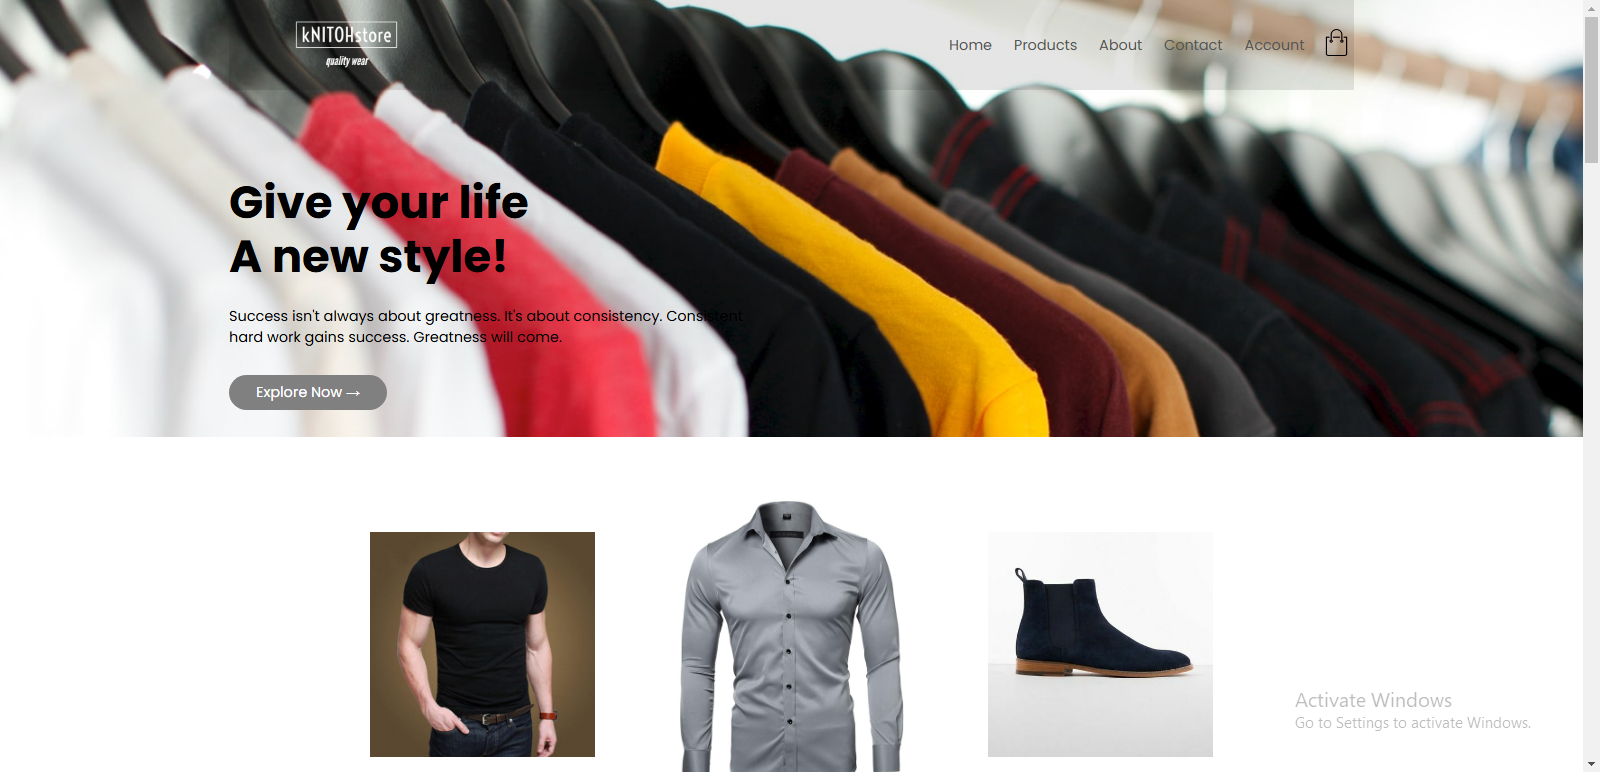 kNITOHstore
quality wear
Home Products About Contact Account
Give your life
A new style!
Success isn't always about greatness. It's about consistency. Consistent
hard work gains success. Greatness will come.
Explore Now →
Activate Windows
Go to Settings to activate Windows.